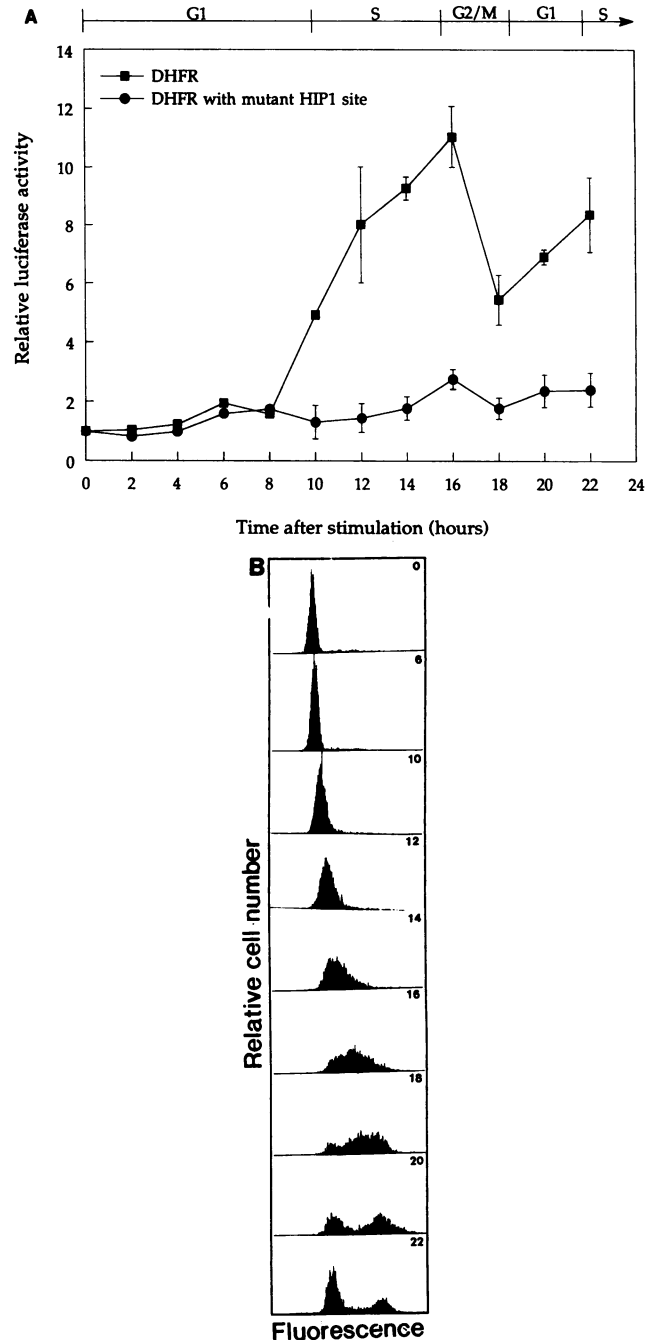 A
G1 S G2/M G1 S
14
DHFR
DHFR with mutant HIP1 site
12
10
8
6
4
2
0
Relative luciferase activity
0 2 4 6 8 10 12 14 16 18 20 22 24
Time after stimulation (hours)
B
0
6
10
12
14
16
18
20
22
Relative cell number
Fluorescence